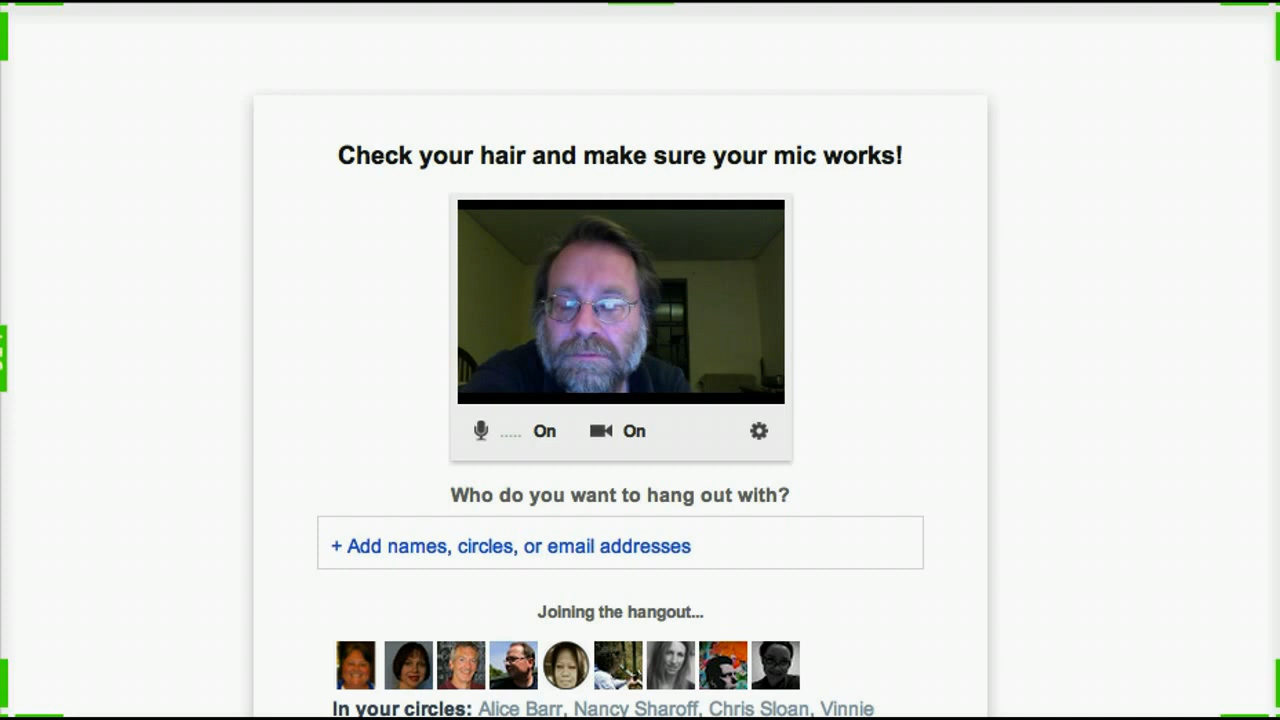 Check your hair and make sure your mic works!
..... On On
Who do you want to hang out with?
+ Add names, circles, or email addresses
Joining the hangout...
In your circles: Alice Barr, Nancy Sharoff, Chris Sloan, Vinnie